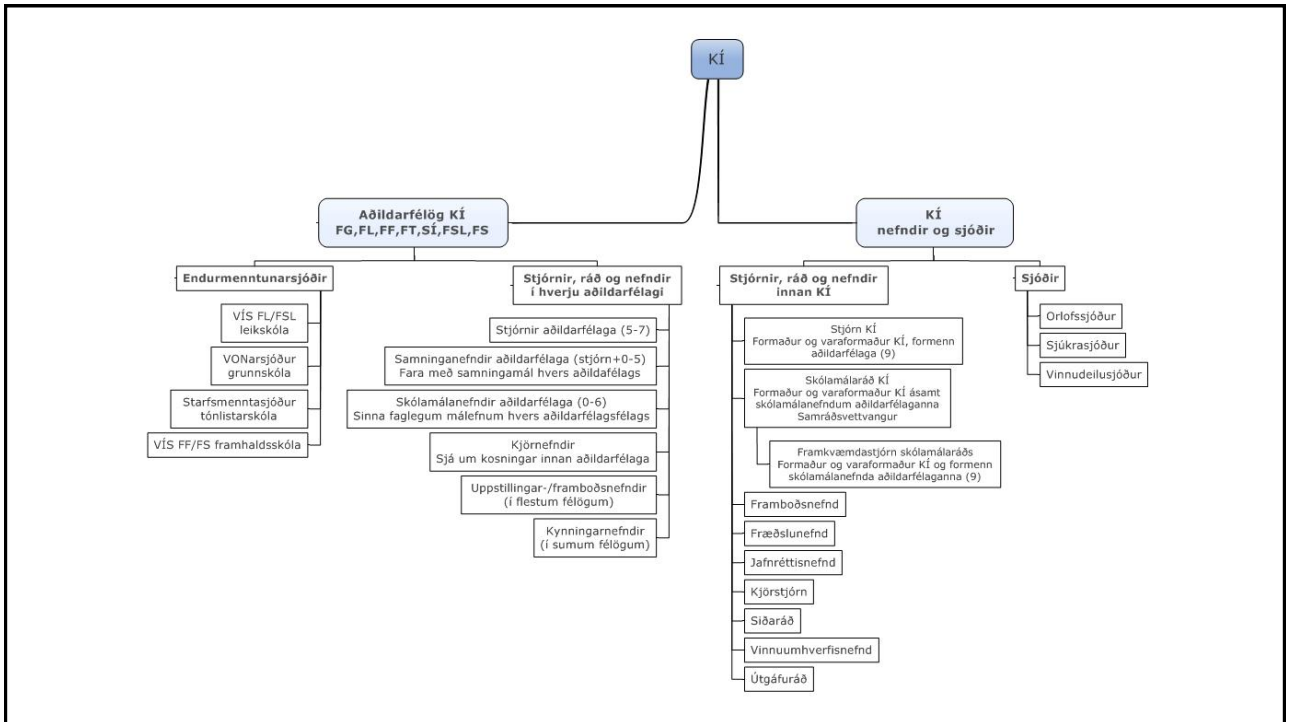 KÍ
Aðildarfélög KÍ
FG,FL,FF,FT,SÍ,FSL,FS
Endurmenntunarsjóðir
VÍS FL/FSL
leikskóla
VONarsjóður
grunnskóla
Starfsmenntasjóður
tónlistarskóla
VÍS FF/FS framhaldsskóla
Stjórnir, ráð og nefndir
í hverju aðildarfélagi
Stjórnir aðildarfélaga (5-7)
Samninganefndir aðildarfélaga (stjórn+0-5)
Fara með samningamál hvers aðildafélags
Skólamálanefndir aðildarfélaga (0-6)
Sinna faglegum málefnum hvers aðildarfélagsfélags
Kjörnefndir
Sjá um kosningar innan aðildarfélaga
Uppstillingar-/framboðsnefndir
(í flestum félögum)
Kynningarnefndir
(í sumum félögum)
KÍ
nefndir og sjóðir
Stjórnir, ráð og nefndir
innan KÍ
Stjórn KÍ
Formaður og varaformaður KÍ, formenn
aðildarfélaga (9)
Skólamálaráð KÍ
Formaður og varaformaður KÍ ásamt
skólamálanefndum aðildarfélaganna
Samráðsvettvangur
Framkvæmdastjórn skólamálaráðs
Formaður og varaformaður KÍ og formenn
skólamálanefnda aðildarfélaganna (9)
Framboðsnefnd
Fræðslunefnd
Jafnréttisnefnd
Kjörstjórn
Siðaráð
Vinnuumhverfisnefnd
Útgáfuráð
Sjóðir
Orlofssjóður
Sjúkrasjóður
Vinnudeilusjóður